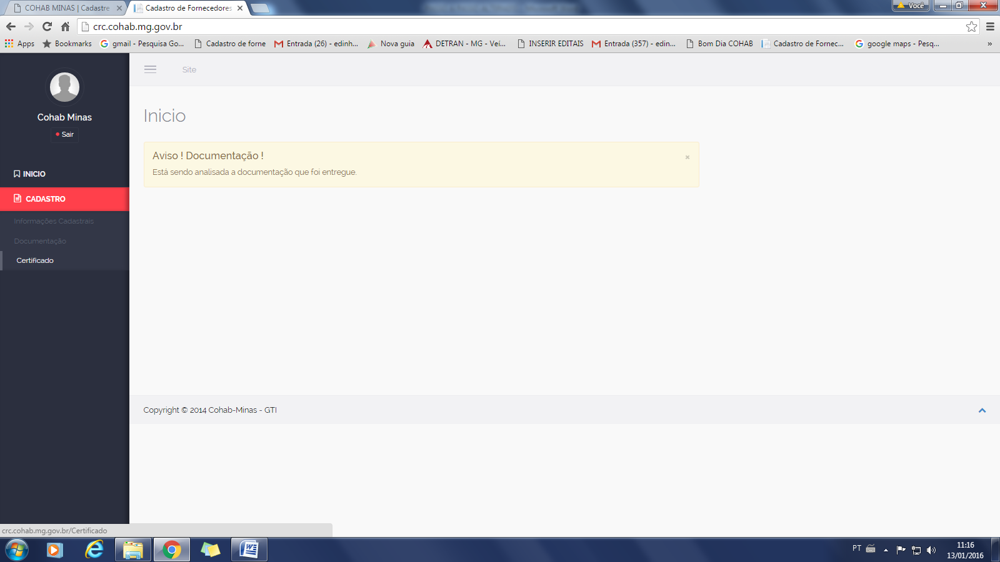 COHAB MINAS | Cadastre
Cadastro de Fornecedores
Você
crc.cohab.mg.gov.br
Apps
Bookmarks
gmail - Pesquisa Go...
Cadastro de forne
Entrada (26) - edinh...
Nova guia
DETRAN - MG - Veí...
INSERIR EDITAIS
Entrada (357) - edin...
Bom Dia COHAB
Cadastro de Fornec...
google maps - Pesq...
»
Cohab Minas
Sair
INICIO
CADASTRO
Informações Cadastrais
Documentação
Certificado
Site
Inicio
Aviso ! Documentação !
Está sendo analisada a documentação que foi entregue.
Copyright © 2014 Cohab-Minas - GTI
crc.cohab.mg.gov.br/Certificado
PT
11:16
13/01/2016